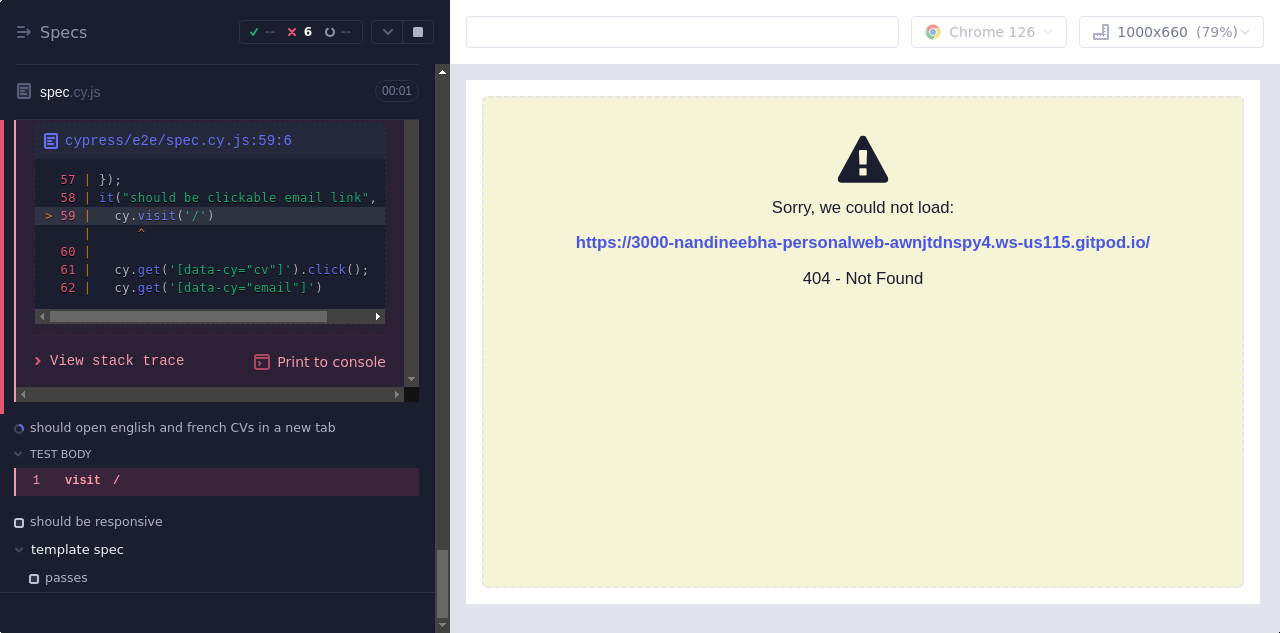 Specs
--
6
--
spec.cy.js
00:01
cypress/e2e/spec.cy.js:59:6
57 | });
58 | it("should be clickable email link",
> 59 |   cy.visit('/')
|      ^
60 |
61 |   cy.get('[data-cy="cv"]').click();
62 |   cy.get('[data-cy="email"]')
View stack trace
Print to console
should open english and french CVs in a new tab
TEST BODY
1 visit /
should be responsive
template spec
passes
Chrome 126
1000x660 (79%)
Sorry, we could not load:
https://3000-nandineebha-personalweb-awnjtdnspy4.ws-us115.gitpod.io/
404 - Not Found